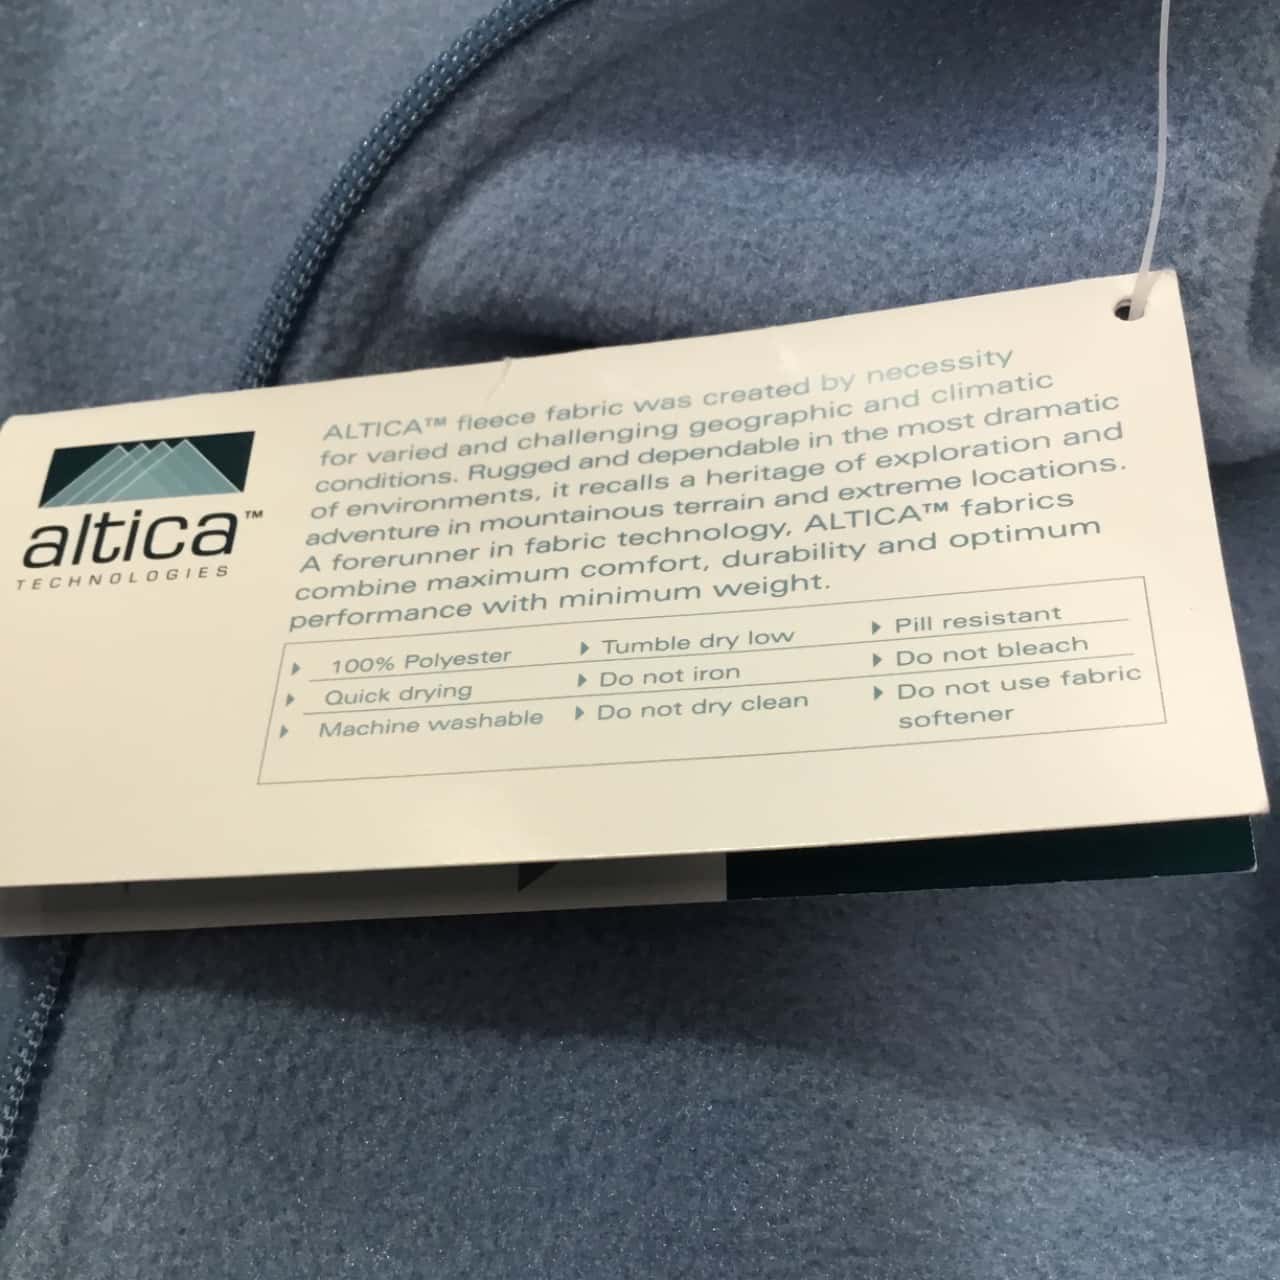 altica™
TECHNOLOGIES
ALTICA™ fleece fabric was created by necessity
for varied and challenging geographic and climatic
conditions. Rugged and dependable in the most dramatic
of environments, it recalls a heritage of exploration and
adventure in mountainous terrain and extreme locations.
A forerunner in fabric technology, ALTICA™ fabrics
combine maximum comfort, durability and optimum
performance with minimum weight.
100% Polyester
Quick drying
Machine washable
Tumble dry low
Do not iron
Do not dry clean
Pill resistant
Do not bleach
Do not use fabric
softener